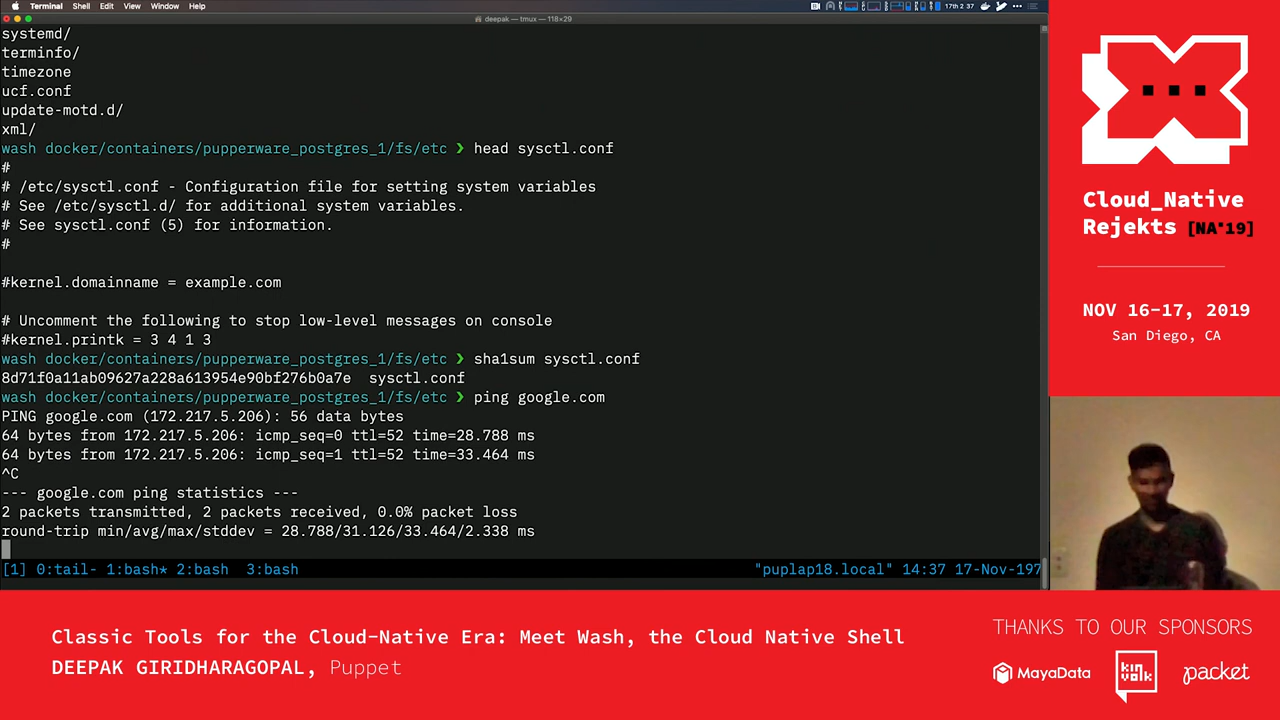 Terminal Shell Edit View Window Help
17th 2 37
deepak — tmux — 118×29
systemd/
terminfo/
timezone
ucf.conf
update-motd.d/
xml/
wash docker/containers/pupperware_postgres_1/fs/etc ❯ head sysctl.conf
#
# /etc/sysctl.conf - Configuration file for setting system variables
# See /etc/sysctl.d/ for additional system variables.
# See sysctl.conf (5) for information.
#
#kernel.domainname = example.com
# Uncomment the following to stop low-level messages on console
#kernel.printk = 3 4 1 3
wash docker/containers/pupperware_postgres_1/fs/etc ❯ sha1sum sysctl.conf
8d71f0a11ab09627a228a613954e90bf276b0a7e  sysctl.conf
wash docker/containers/pupperware_postgres_1/fs/etc ❯ ping google.com
PING google.com (172.217.5.206): 56 data bytes
64 bytes from 172.217.5.206: icmp_seq=0 ttl=52 time=28.788 ms
64 bytes from 172.217.5.206: icmp_seq=1 ttl=52 time=33.464 ms
^C
--- google.com ping statistics ---
2 packets transmitted, 2 packets received, 0.0% packet loss
round-trip min/avg/max/stddev = 28.788/31.126/33.464/2.338 ms
[1] 0:tail- 1:bash* 2:bash  3:bash "puplap18.local" 14:37 17-Nov-197
Cloud_Native
Rejekts [NA'19]
NOV 16-17, 2019
San Diego, CA
Classic Tools for the Cloud-Native Era: Meet Wash, the Cloud Native Shell
DEEPAK GIRIDHARAGOPAL, Puppet
THANKS TO OUR SPONSORS
MayaData
kinvolk
packet